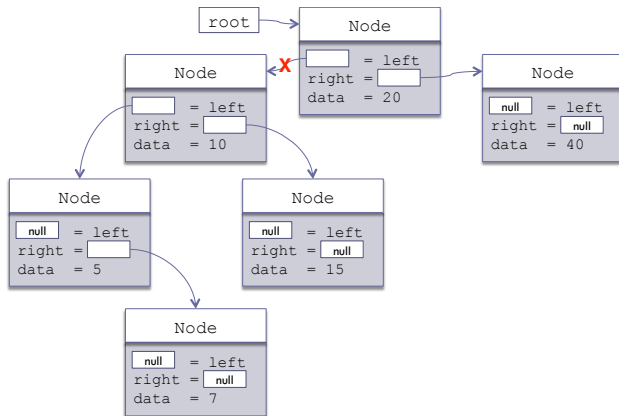 root
Node
= left
right =
data = 20
X
Node
= left
right =
data = 10
Node
null = left
right = null
data = 40
Node
null = left
right =
data = 5
Node
null = left
right = null
data = 15
Node
null = left
right = null
data = 7